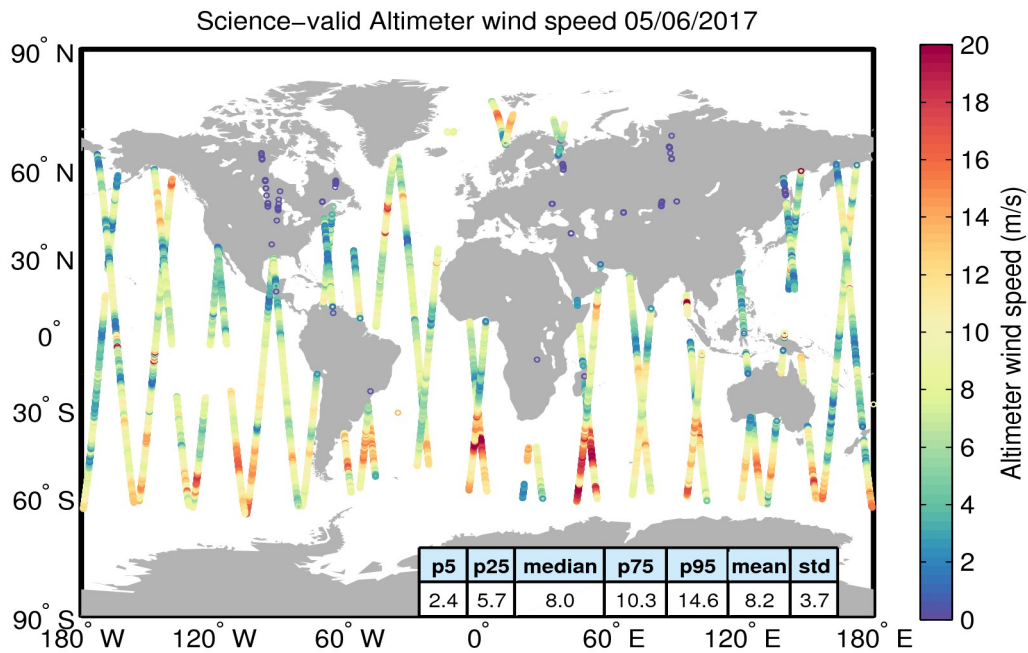 Science−valid Altimeter wind speed 05/06/2017
90° N
60° N
30° N
0°
30° S
60° S
90° S
180° W
120° W
60° W
0°
60° E
120° E
180° E
p5 p25 median p75 p95 mean std
2.4 5.7 8.0 10.3 14.6 8.2 3.7
20
18
16
14
12
10
8
6
4
2
0
Altimeter wind speed (m/s)